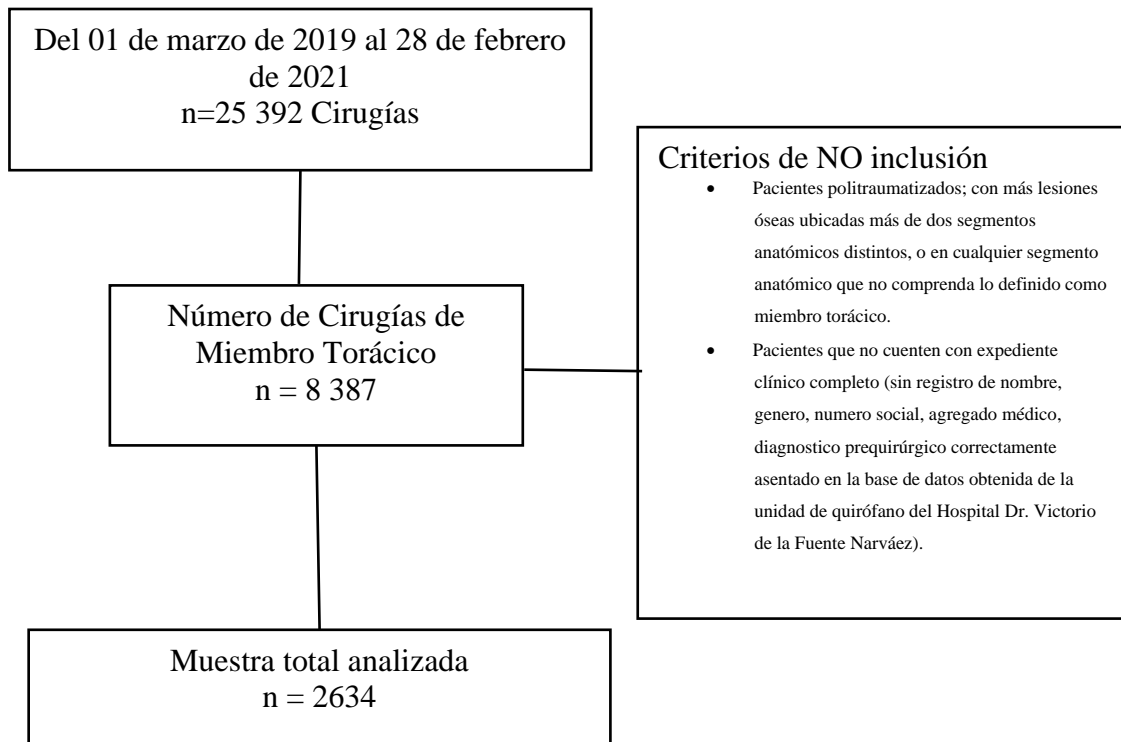 Del 01 de marzo de 2019 al 28 de febrero
de 2021
n=25 392 Cirugías
Criterios de NO inclusión
• Pacientes politraumatizados; con más lesiones
óseas ubicadas más de dos segmentos
anatómicos distintos, o en cualquier segmento
anatómico que no comprenda lo definido como
miembro torácico.
• Pacientes que no cuenten con expediente
clínico completo (sin registro de nombre,
genero, numero social, agregado médico,
diagnostico prequirúrgico correctamente
asentado en la base de datos obtenida de la
unidad de quirófano del Hospital Dr. Victorio
de la Fuente Narváez).
Número de Cirugías de
Miembro Torácico
n = 8 387
Muestra total analizada
n = 2634